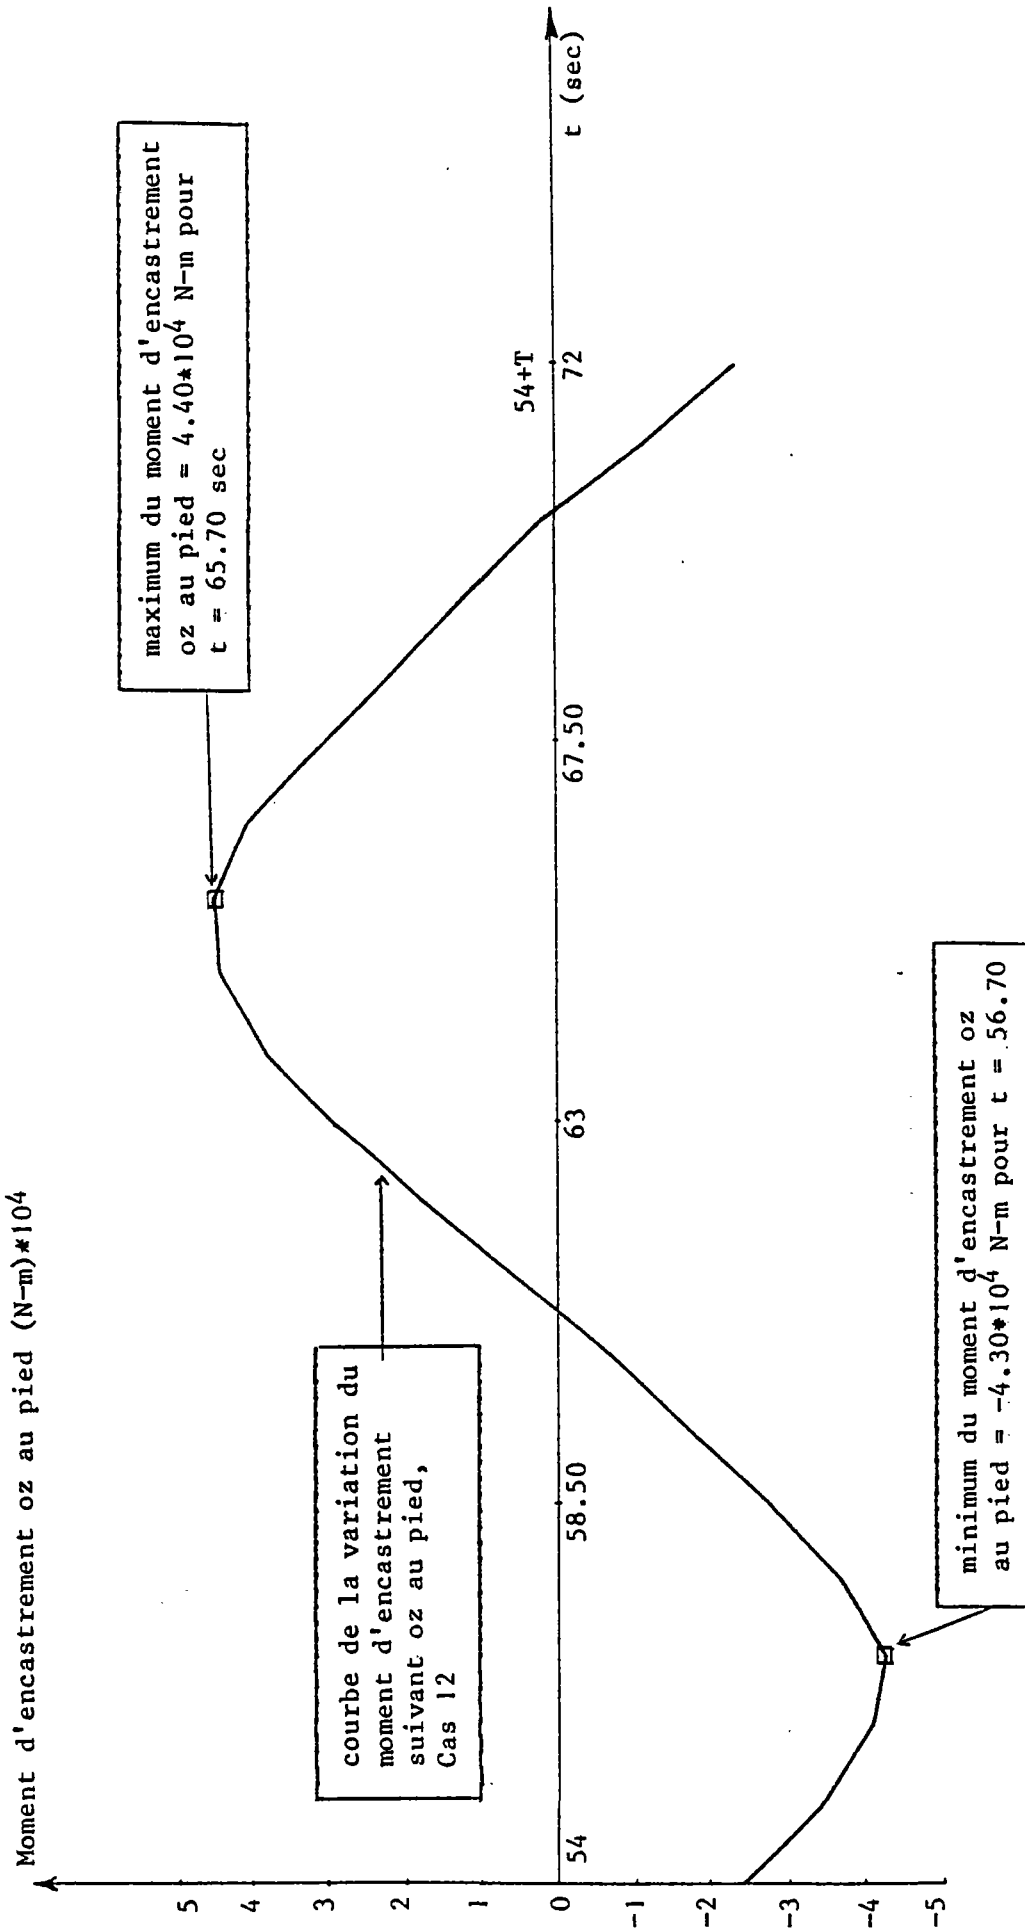 Moment d'encastrement oz au pied (N-m)*10⁴
5
4
3
2
1
0
-1
-2
-3
-4
-5
maximum du moment d'encastrement
oz au pied = 4.40*10⁴ N-m pour
t = 65.70 sec
courbe de la variation du
moment d'encastrement
suivant oz au pied,
Cas 12
54
58.50
63
67.50
54+T
72
t (sec)
minimum du moment d'encastrement oz
au pied = -4.30*10⁴ N-m pour t = 56.70